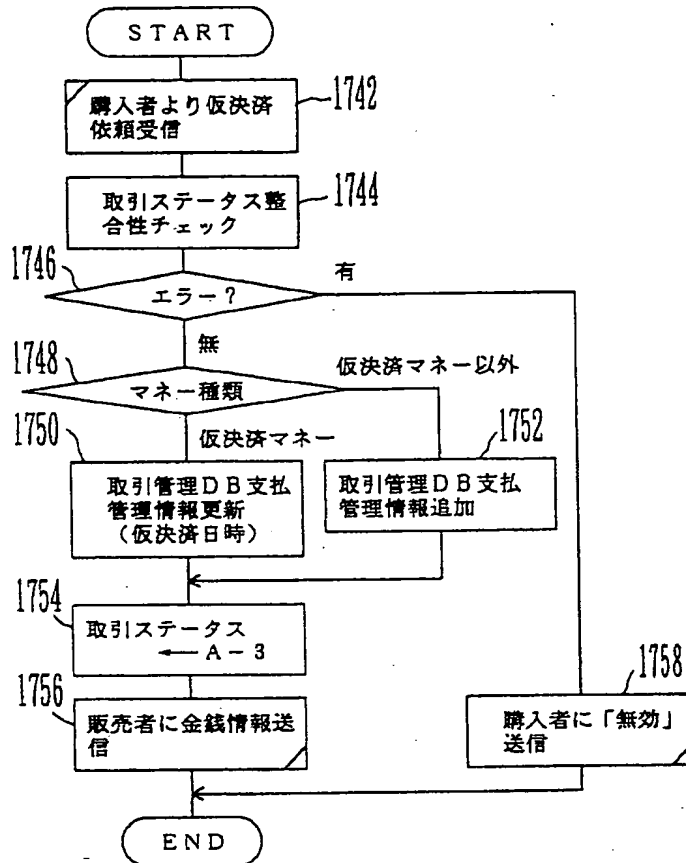 START
購入者より仮決済
依頼受信
1742
取引ステータス整
合性チェック
1744
1746
エラー？
有
無
1748
マネー種類
仮決済マネー以外
1750
仮決済マネー
1752
取引管理DB支払
管理情報更新
（仮決済日時）
取引管理DB支払
管理情報追加
1754
取引ステータス
← A-3
1756
販売者に金銭情報送
信
1758
購入者に「無効」
送信
END